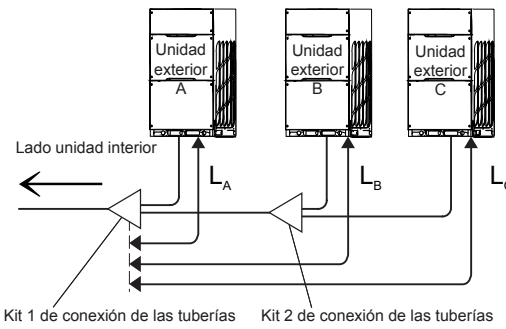 Unidad
exterior
A
Unidad
exterior
B
Unidad
exterior
C
Lado unidad interior
LA
LB
LC
Kit 1 de conexión de las tuberías
Kit 2 de conexión de las tuberías